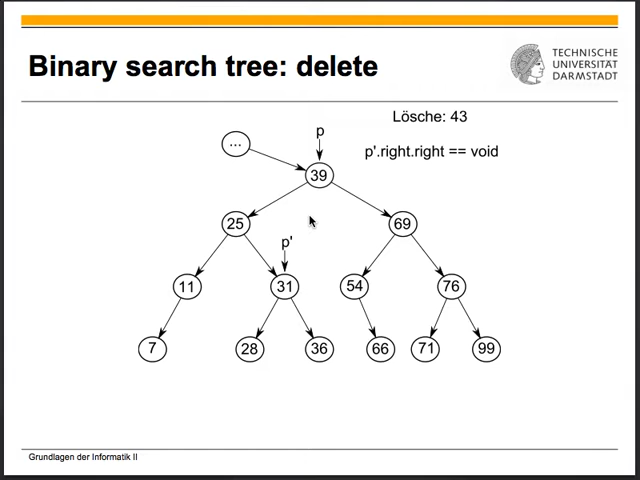 Binary search tree: delete
TECHNISCHE
UNIVERSITÄT
DARMSTADT
Lösche: 43
p
...
p'.right.right == void
39
25
69
p'
11
31
54
76
7
28
36
66
71
99
Grundlagen der Informatik II